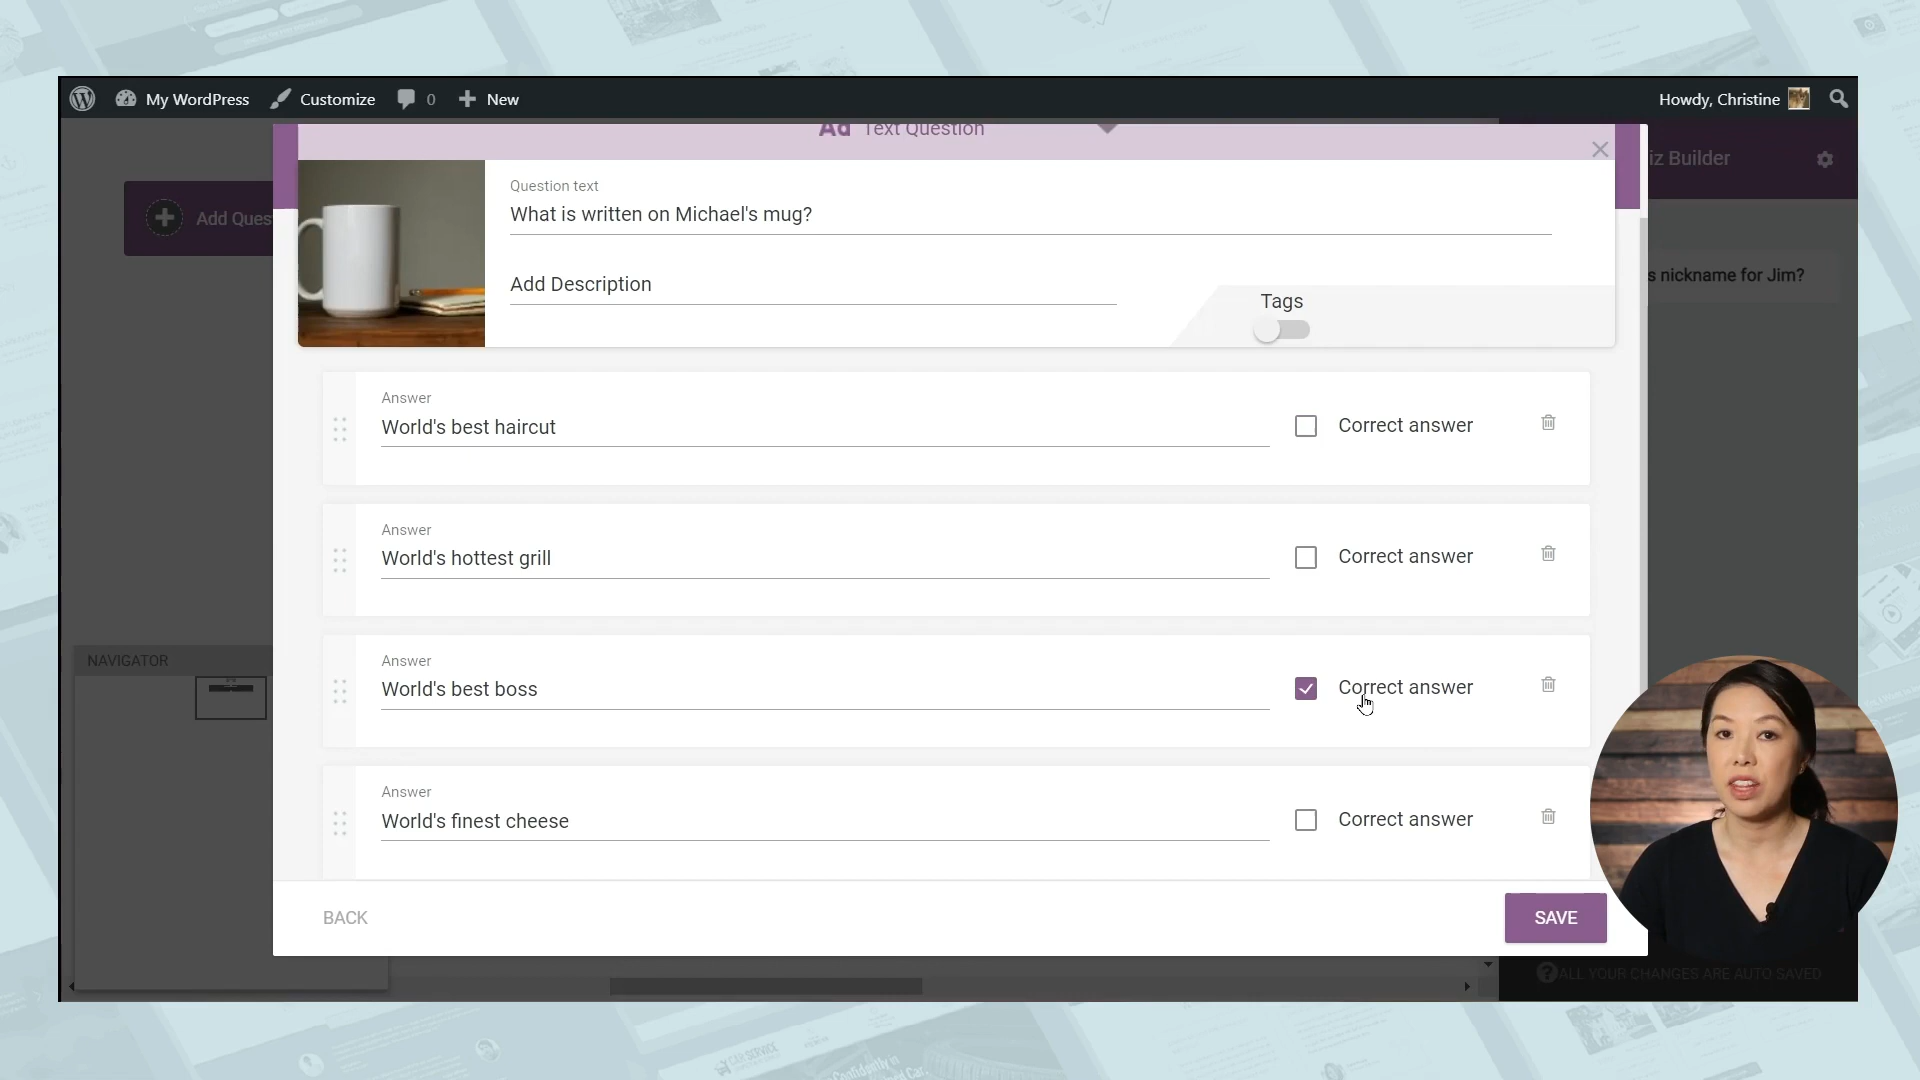 My WordPress
Customize
0
New
Howdy, Christine
Text Question
Add Ques
iz Builder
Question text
What is written on Michael's mug?
Add Description
Tags
s nickname for Jim?
Answer
World's best haircut
Correct answer
Answer
World's hottest grill
Correct answer
Answer
World's best boss
Correct answer
Answer
World's finest cheese
Correct answer
NAVIGATOR
BACK
SAVE
ALL YOUR CHANGES ARE AUTO SAVED
CAR SERVICE